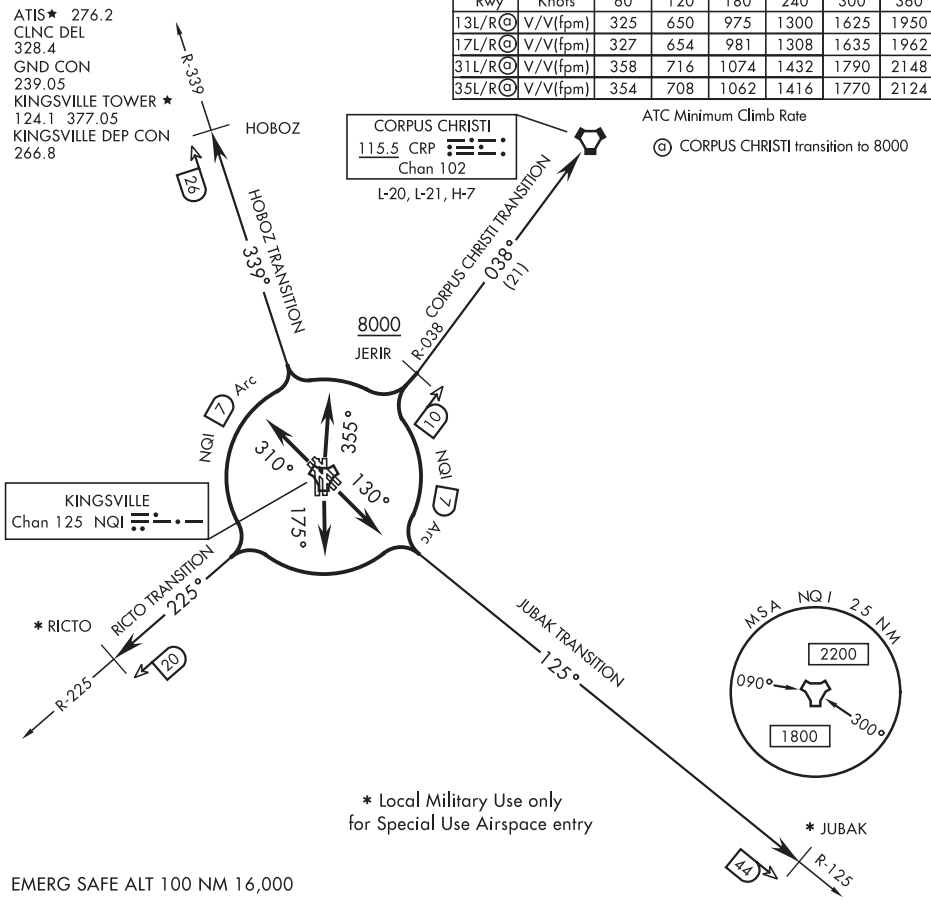 ATIS★ 276.2
CLNC DEL
328.4
GND CON
239.05
KINGSVILLE TOWER ★
124.1 377.05
KINGSVILLE DEP CON
266.8
Rwy Knots 60 120 180 240 300 360
13L/R ⓐ V/V(fpm) 325 650 975 1300 1625 1950
17L/R ⓐ V/V(fpm) 327 654 981 1308 1635 1962
31L/R ⓐ V/V(fpm) 358 716 1074 1432 1790 2148
35L/R ⓐ V/V(fpm) 354 708 1062 1416 1770 2124
ATC Minimum Climb Rate
ⓐ CORPUS CHRISTI transition to 8000
R-339
HOBOZ
26
HOBOZ TRANSITION
339°
CORPUS CHRISTI
115.5 CRP
Chan 102
L-20, L-21, H-7
CORPUS CHRISTI TRANSITION
038°
(21)
R-038
8000
JERIR
10
NQI 7 Arc
NQI 7 Arc
310°
355°
130°
175°
KINGSVILLE
Chan 125 NQI
RICTO TRANSITION
225°
* RICTO
20
R-225
JUBAK TRANSITION
125°
MSA NQI 25 NM
2200
090°
300°
1800
* Local Military Use only
for Special Use Airspace entry
* JUBAK
44
R-125
EMERG SAFE ALT 100 NM 16,000